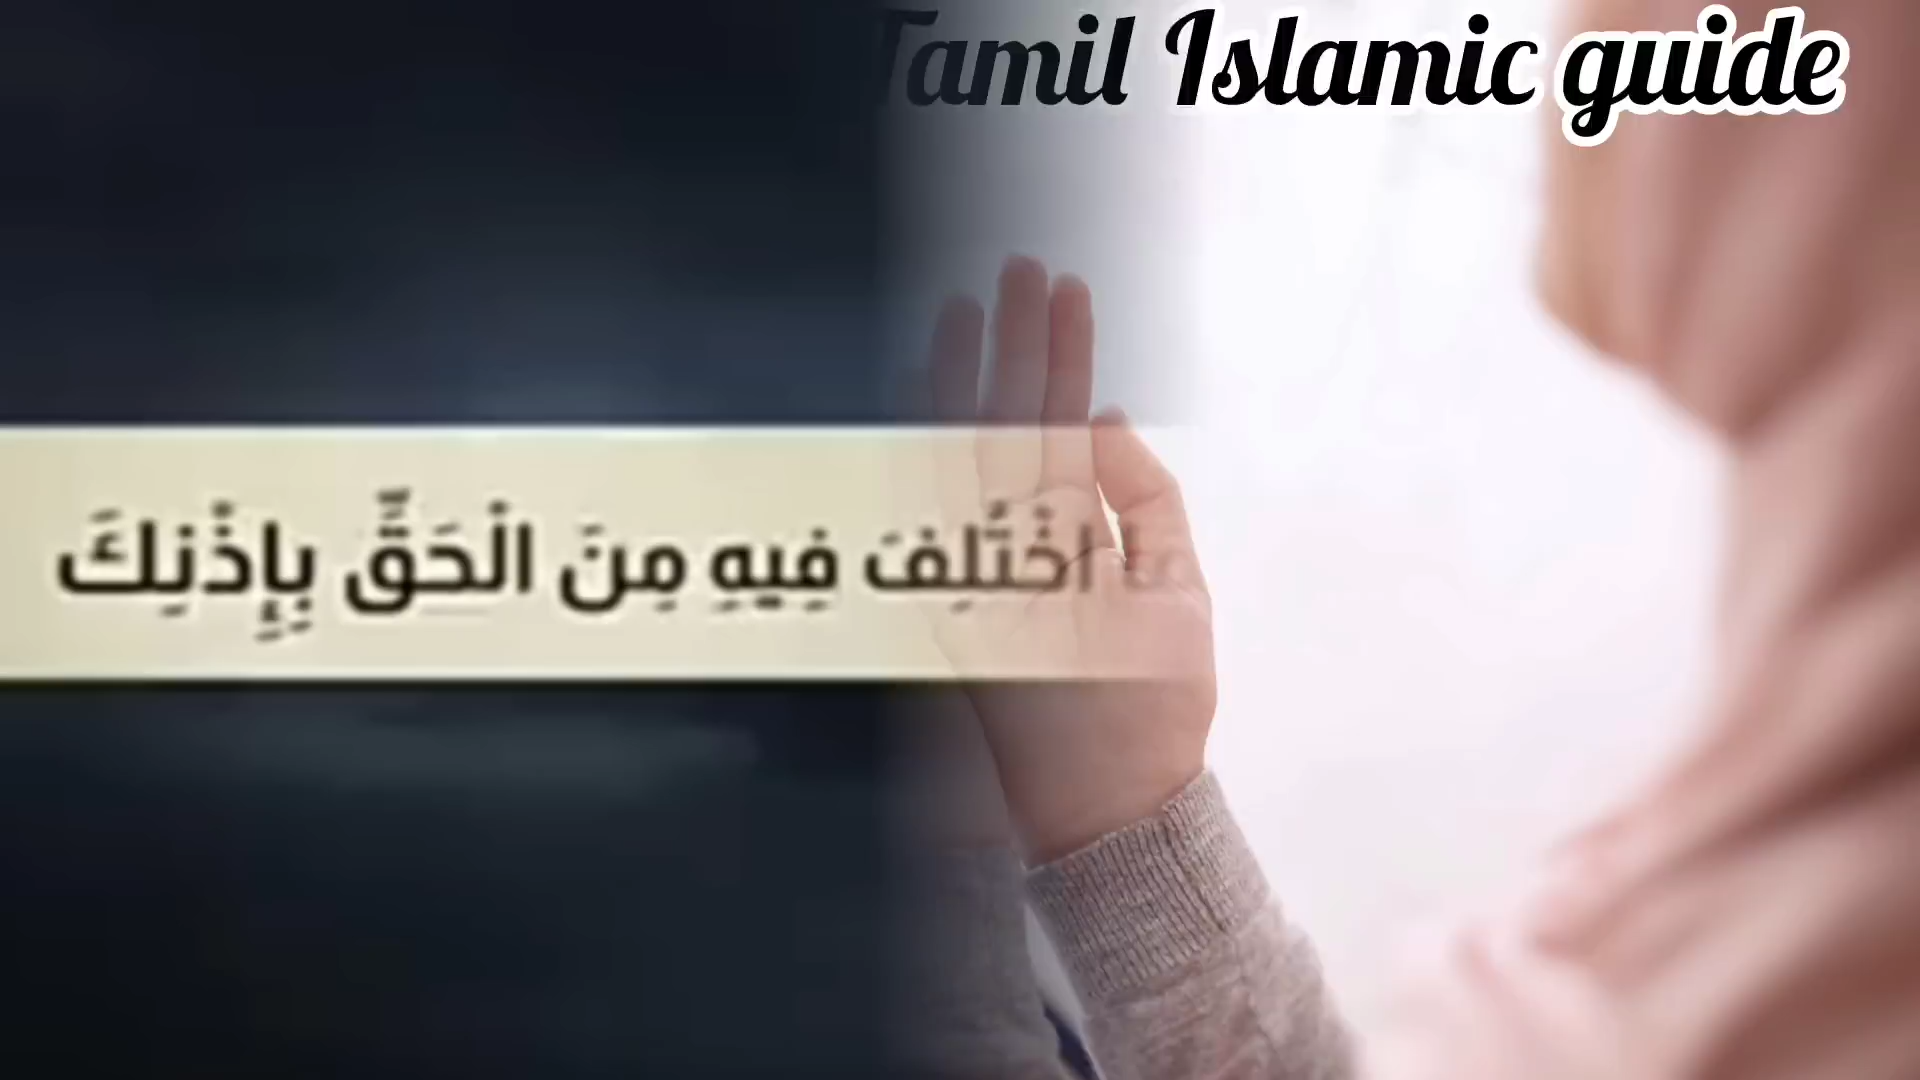 Tamil Islamic guide
ا اخْتُلِفَ فِيهِ مِنَ الْحَقِّ بِإِذْنِكَ